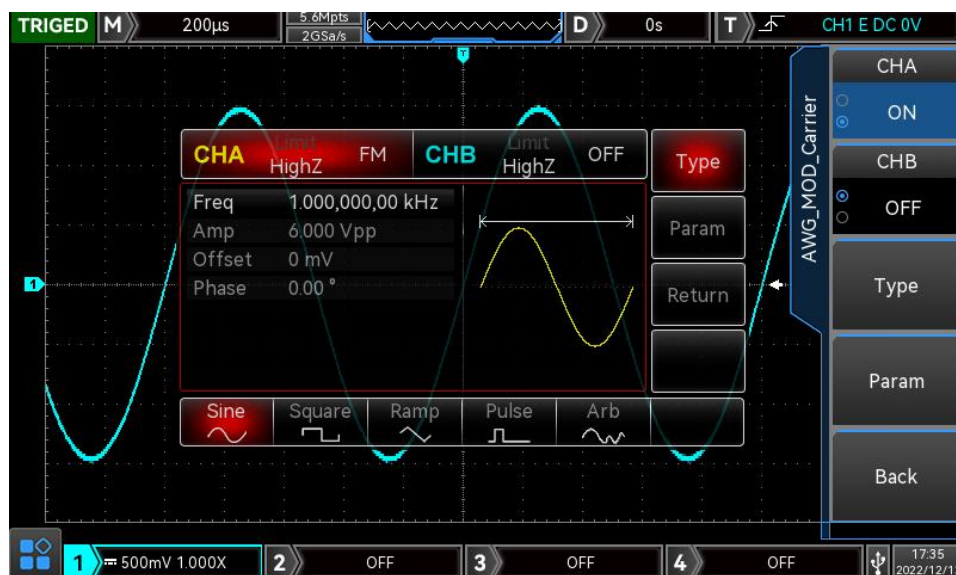 TRIGED M 200μs 5.6Mpts D 0s T CH1 E DC 0V
2GSa/s
T
CHA
ON
CHB
OFF
Type
Param
Back
AWG_MOD_Carrier
CHA Limit HighZ FM CHB Limit HighZ OFF
Freq 1.000,000,00 kHz
Amp 6.000 Vpp
Offset 0 mV
Phase 0.00 °
Type
Param
Return
1
Sine Square Ramp Pulse Arb
1 500mV 1.000X 2 OFF 3 OFF 4 OFF 17:35